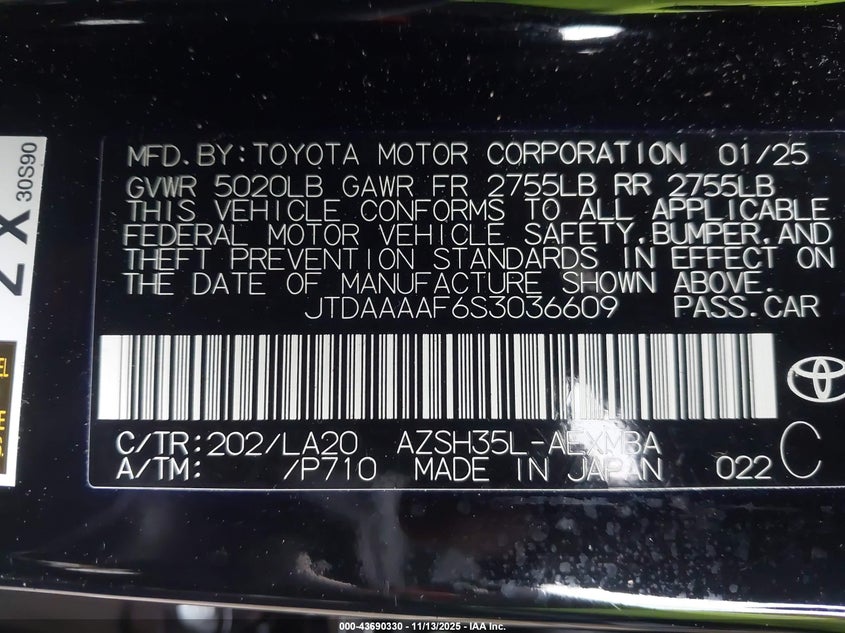 MFD.BY:TOYOTA MOTOR CORPORATION 01/25
GVWR 5020LB GAWR FR 2755LB RR 2755LB
THIS VEHICLE CONFORMS TO ALL APPLICABLE
FEDERAL MOTOR VEHICLE SAFETY,BUMPER,AND
THEFT PREVENTION STANDARDS IN EFFECT ON
THE DATE OF MANUFACTURE SHOWN ABOVE.
JTDAAAAF6S3036609 PASS.CAR
C/TR:202/LA20 AZSH35L-AEXMBA
A/TM: /P710 MADE IN JAPAN 022 C
30S90
000-43690330 - 11/13/2025 - IAA Inc.